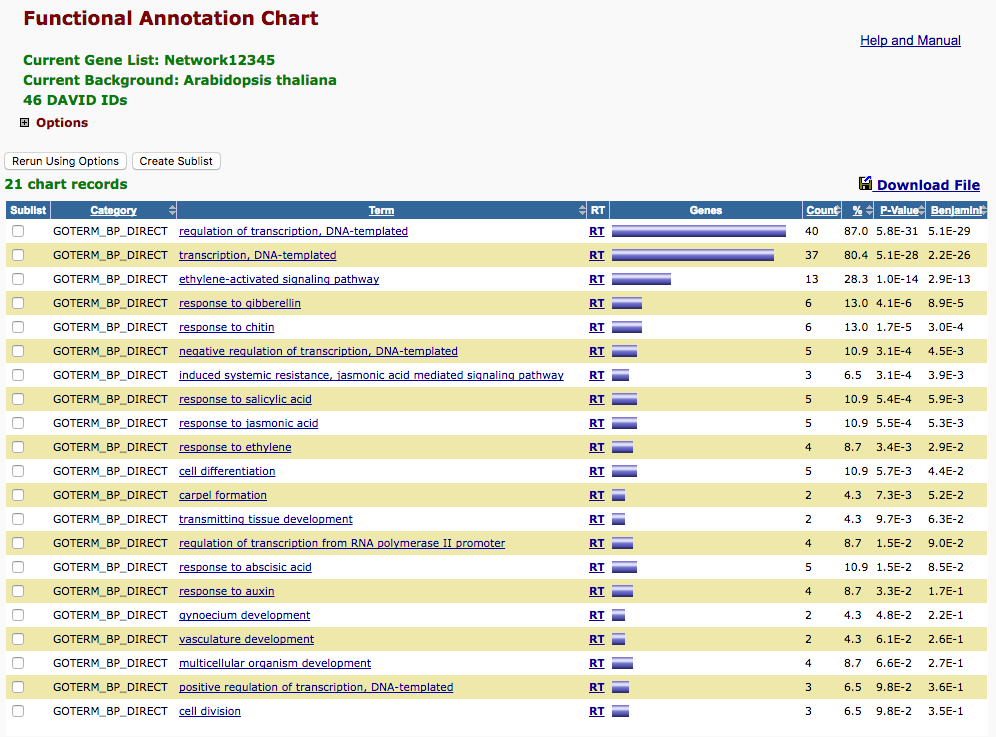 Functional Annotation Chart
Help and Manual
Current Gene List: Network12345
Current Background: Arabidopsis thaliana
46 DAVID IDs
Options
Rerun Using Options Create Sublist
21 chart records Download File
Sublist Category Term RT Genes Count % P-Value Benjamini
GOTERM_BP_DIRECT regulation of transcription, DNA-templated RT 40 87.0 5.8E-31 5.1E-29
GOTERM_BP_DIRECT transcription, DNA-templated RT 37 80.4 5.1E-28 2.2E-26
GOTERM_BP_DIRECT ethylene-activated signaling pathway RT 13 28.3 1.0E-14 2.9E-13
GOTERM_BP_DIRECT response to gibberellin RT 6 13.0 4.1E-6 8.9E-5
GOTERM_BP_DIRECT response to chitin RT 6 13.0 1.7E-5 3.0E-4
GOTERM_BP_DIRECT negative regulation of transcription, DNA-templated RT 5 10.9 3.1E-4 4.5E-3
GOTERM_BP_DIRECT induced systemic resistance, jasmonic acid mediated signaling pathway RT 3 6.5 3.1E-4 3.9E-3
GOTERM_BP_DIRECT response to salicylic acid RT 5 10.9 5.4E-4 5.9E-3
GOTERM_BP_DIRECT response to jasmonic acid RT 5 10.9 5.5E-4 5.3E-3
GOTERM_BP_DIRECT response to ethylene RT 4 8.7 3.4E-3 2.9E-2
GOTERM_BP_DIRECT cell differentiation RT 5 10.9 5.7E-3 4.4E-2
GOTERM_BP_DIRECT carpel formation RT 2 4.3 7.3E-3 5.2E-2
GOTERM_BP_DIRECT transmitting tissue development RT 2 4.3 9.7E-3 6.3E-2
GOTERM_BP_DIRECT regulation of transcription from RNA polymerase II promoter RT 4 8.7 1.5E-2 9.0E-2
GOTERM_BP_DIRECT response to abscisic acid RT 5 10.9 1.5E-2 8.5E-2
GOTERM_BP_DIRECT response to auxin RT 4 8.7 3.3E-2 1.7E-1
GOTERM_BP_DIRECT gynoecium development RT 2 4.3 4.8E-2 2.2E-1
GOTERM_BP_DIRECT vasculature development RT 2 4.3 6.1E-2 2.6E-1
GOTERM_BP_DIRECT multicellular organism development RT 4 8.7 6.6E-2 2.7E-1
GOTERM_BP_DIRECT positive regulation of transcription, DNA-templated RT 3 6.5 9.8E-2 3.6E-1
GOTERM_BP_DIRECT cell division RT 3 6.5 9.8E-2 3.5E-1